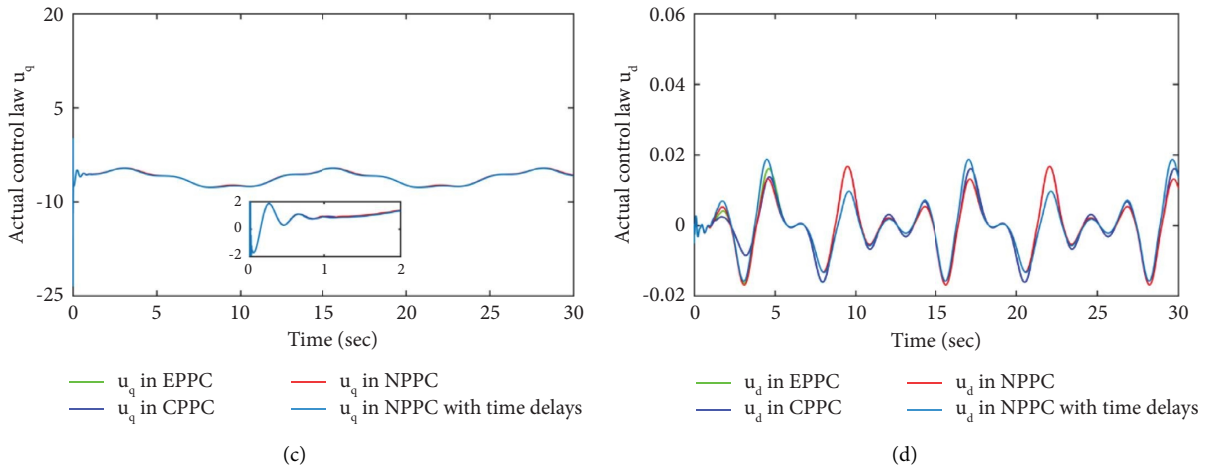 20
5
-10
-25
Actual control law u_q
2
0
-2
0
1
2
0
5
10
15
20
25
30
Time (sec)
u_q in EPPC
u_q in NPPC
u_q in CPPC
u_q in NPPC with time delays
(c)
0.06
0.04
0.02
0
-0.02
Actual control law u_d
0
5
10
15
20
25
30
Time (sec)
u_d in EPPC
u_d in NPPC
u_d in CPPC
u_d in NPPC with time delays
(d)